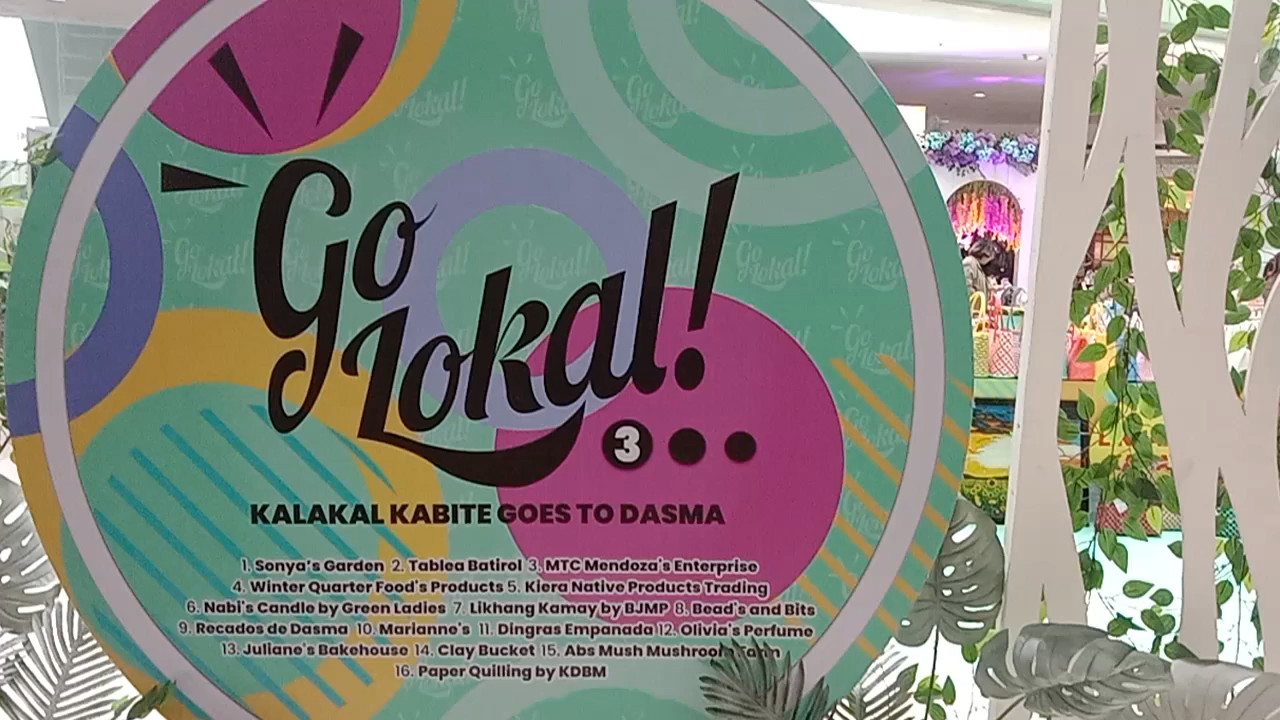 Go
Lokal!
3
KALAKAL KABITE GOES TO DASMA
1. Sonya's Garden 2. Tablea Batirol 3. MTC Mendoza's Enterprise
4. Winter Quarter Food's Products 5. Kiera Native Products Trading
6. Nabi's Candle by Green Ladies 7. Likhang Kamay by BJMP 8. Bead's and Bits
9. Recados de Dasma 10. Marianne's 11. Dingras Empanada 12. Olivia's Perfume
13. Juliane's Bakehouse 14. Clay Bucket 15. Abs Mush Mushroom Farm
16. Paper Quilling by KDBM